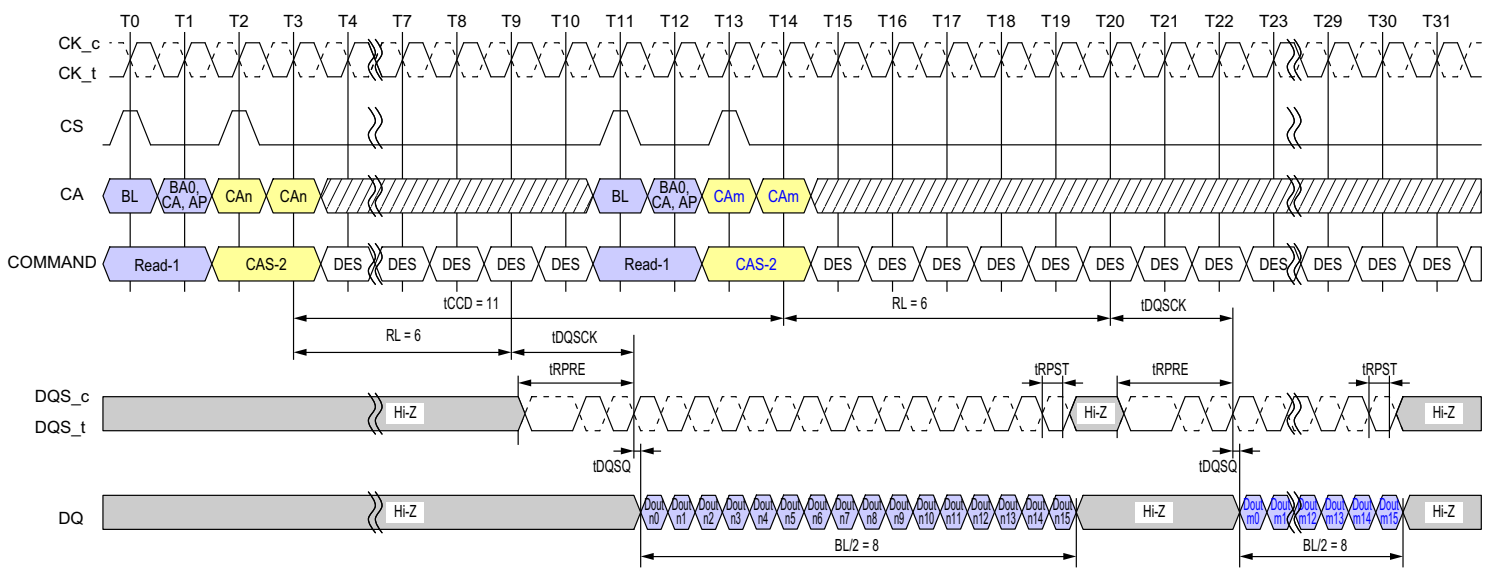 T0 T1 T2 T3 T4 T7 T8 T9 T10 T11 T12 T13 T14 T15 T16 T17 T18 T19 T20 T21 T22 T23 T29 T30 T31
CK_c
CK_t
CS
CA BL BA0, CA, AP CAn CAn BL BA0, CA, AP CAm CAm
COMMAND Read-1 CAS-2 DES DES DES DES DES Read-1 CAS-2 DES DES DES DES DES DES DES DES DES DES DES DES
tCCD = 11 RL = 6 tDQSCK
RL = 6 tDQSCK
tRPRE tRPST tRPRE tRPST
DQS_c
DQS_t
Hi-Z Hi-Z Hi-Z
tDQSQ tDQSQ
DQ Hi-Z Dout n0 Dout n1 Dout n2 Dout n3 Dout n4 Dout n5 Dout n6 Dout n7 Dout n8 Dout n9 Dout n10 Dout n11 Dout n12 Dout n13 Dout n14 Dout n15 Hi-Z Dout m0 Dout m1 Dout m12 Dout m13 Dout m14 Dout m15 Hi-Z
BL/2 = 8 BL/2 = 8